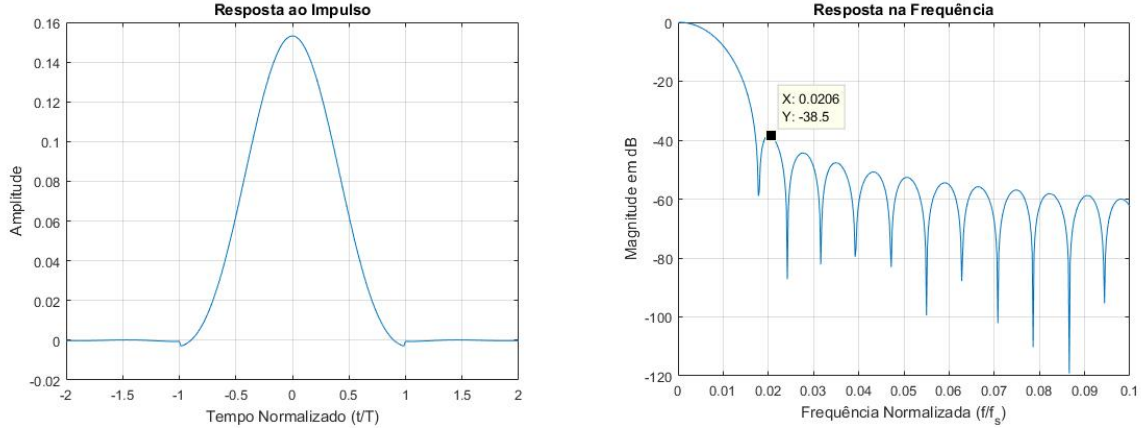 Resposta ao Impulso
0.16
0.14
0.12
0.1
0.08
0.06
0.04
0.02
0
-0.02
Amplitude
-2 -1.5 -1 -0.5 0 0.5 1 1.5 2
Tempo Normalizado (t/T)
Resposta na Frequência
0
-20
-40
-60
-80
-100
-120
Magnitude em dB
X: 0.0206
Y: -38.5
0 0.01 0.02 0.03 0.04 0.05 0.06 0.07 0.08 0.09 0.1
Frequência Normalizada (f/fs)